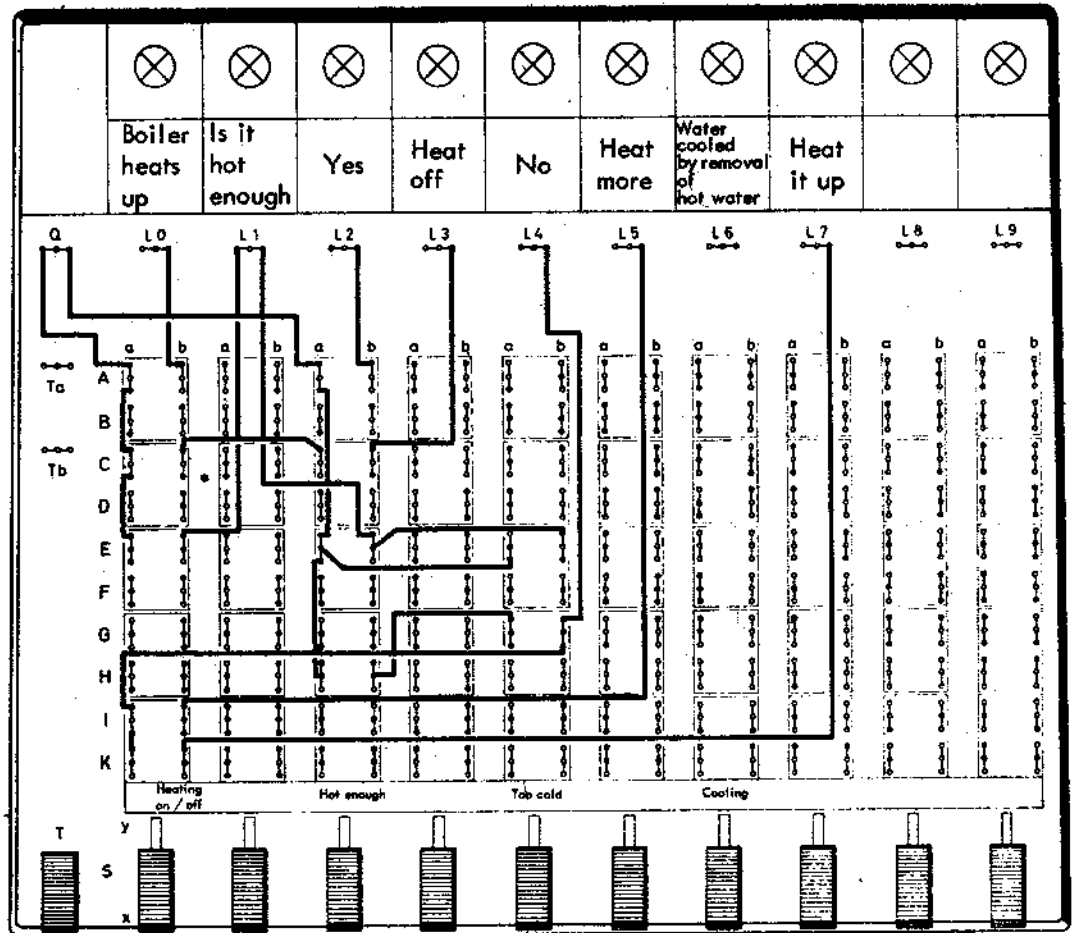 Boiler
heats
up
Is it
hot
enough
Yes
Heat
off
No
Heat
more
Water
cooled
by removal
of
hot water
Heat
it up
Q L0 L1 L2 L3 L4 L5 L6 L7 L8 L9
a b a b a b a b a b a b a b a b a b a b
Ta A
B
Tb C
D
E
F
G
H
I
K
Heating
on / off
Hot enough
Tab cold
Cooling
T y
S
x